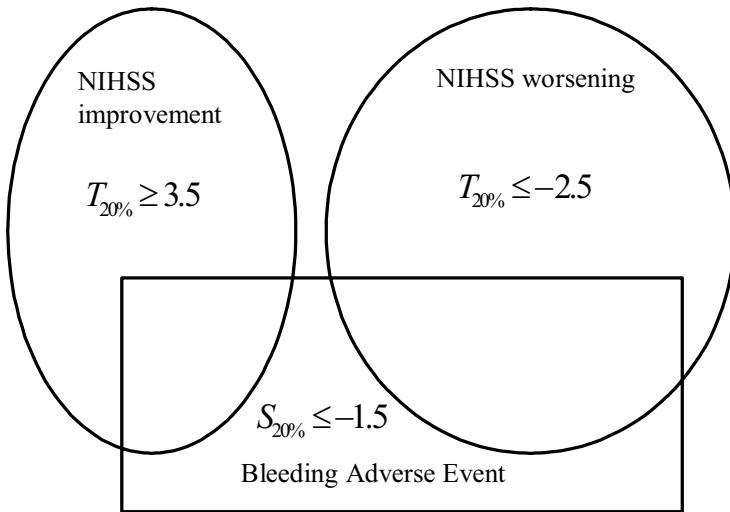 NIHSS
improvement
NIHSS worsening
T20% ≥ 3.5
T20% ≤ −2.5
S20% ≤ −1.5
Bleeding Adverse Event